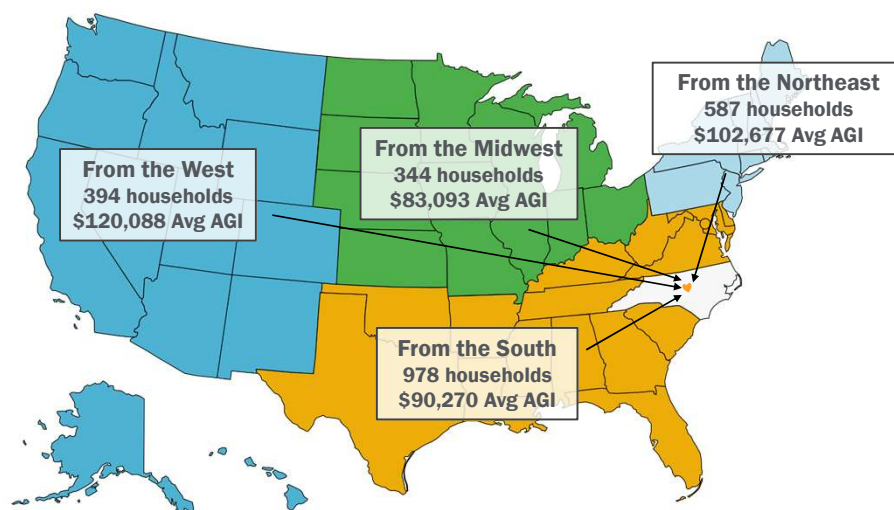 From the Northeast
587 households
$102,677 Avg AGI
From the Midwest
344 households
$83,093 Avg AGI
From the West
394 households
$120,088 Avg AGI
From the South
978 households
$90,270 Avg AGI